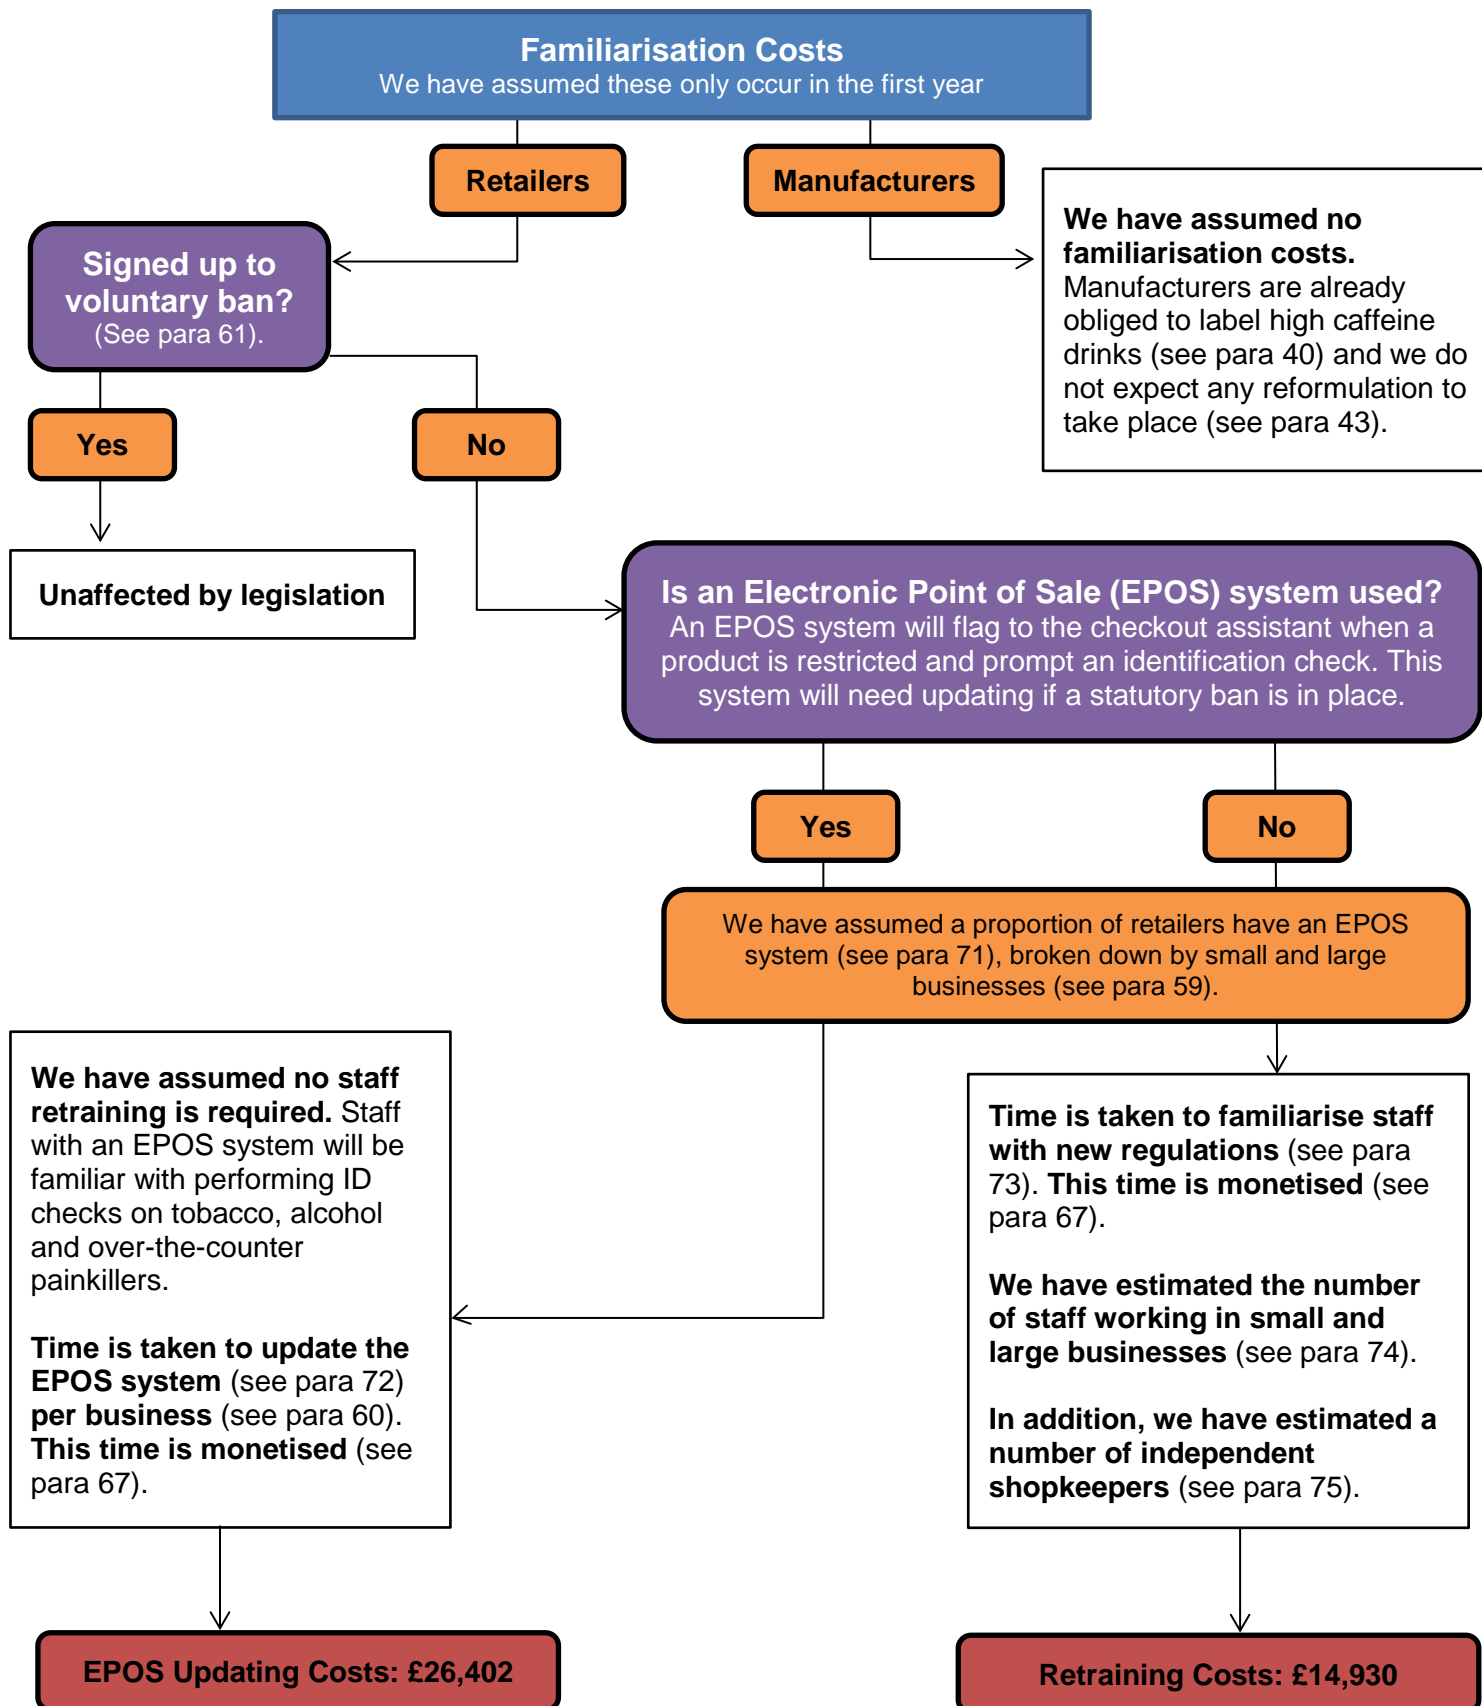 Familiarisation Costs
We have assumed these only occur in the first year
Retailers
Manufacturers
We have assumed no
familiarisation costs.
Manufacturers are already
obliged to label high caffeine
drinks (see para 40) and we do
not expect any reformulation to
take place (see para 43).
Signed up to
voluntary ban?
(See para 61).
Yes
No
Unaffected by legislation
Is an Electronic Point of Sale (EPOS) system used?
An EPOS system will flag to the checkout assistant when a
product is restricted and prompt an identification check. This
system will need updating if a statutory ban is in place.
Yes
No
We have assumed a proportion of retailers have an EPOS
system (see para 71), broken down by small and large
businesses (see para 59).
We have assumed no staff
retraining is required. Staff
with an EPOS system will be
familiar with performing ID
checks on tobacco, alcohol
and over-the-counter
painkillers.
Time is taken to update the
EPOS system (see para 72)
per business (see para 60).
This time is monetised (see
para 67).
Time is taken to familiarise staff
with new regulations (see para
73). This time is monetised (see
para 67).
We have estimated the number
of staff working in small and
large businesses (see para 74).
In addition, we have estimated a
number of independent
shopkeepers (see para 75).
EPOS Updating Costs: £26,402
Retraining Costs: £14,930